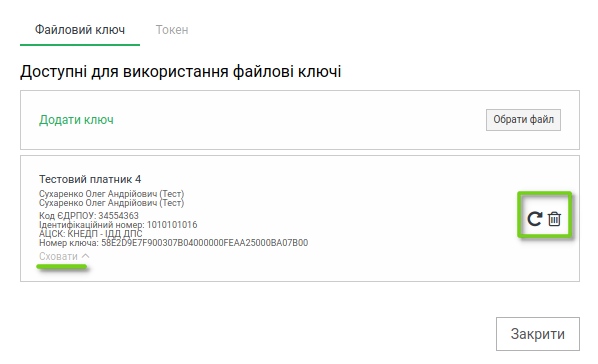 Файловий ключ
Токен
Доступні для використання файлові ключі
Додати ключ
Обрати файл
Тестовий платник 4
Сухаренко Олег Андрійович (Тест)
Сухаренко Олег Андрійович (Тест)
Код ЄДРПОУ: 34554363
Ідентифікаційний номер: 1010101016
АЦСК: КНЕДП - ІДД ДПС
Номер ключа: 58E2D9E7F900307B04000000FEAA25000BA07B00
Сховати
Закрити